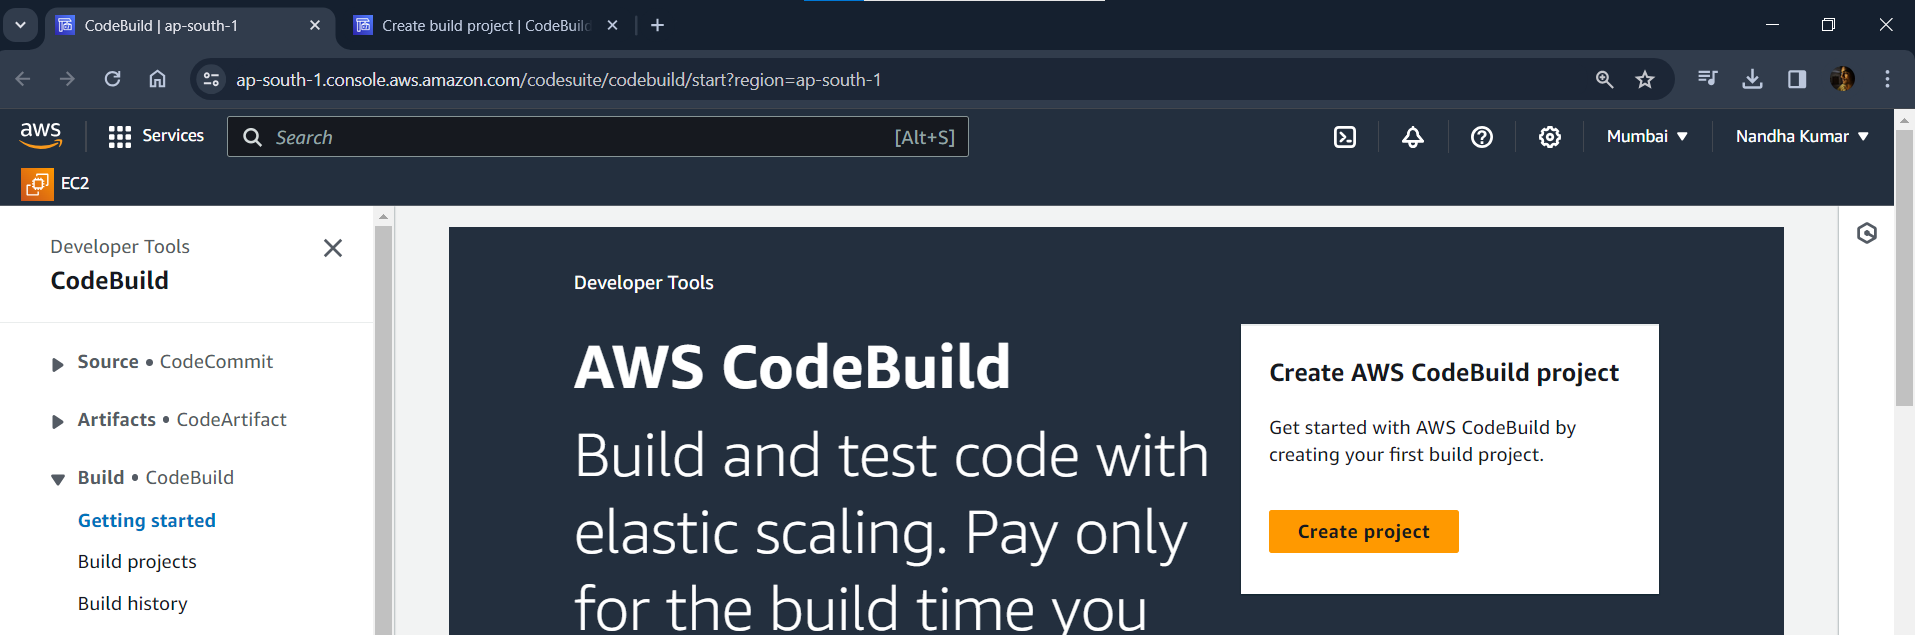 CodeBuild | ap-south-1
Create build project | CodeBuild
ap-south-1.console.aws.amazon.com/codesuite/codebuild/start?region=ap-south-1
aws
Services
Search
[Alt+S]
Mumbai
Nandha Kumar
EC2
Developer Tools
CodeBuild
Source • CodeCommit
Artifacts • CodeArtifact
Build • CodeBuild
Getting started
Build projects
Build history
Developer Tools
AWS CodeBuild
Build and test code with
elastic scaling. Pay only
for the build time you
Create AWS CodeBuild project
Get started with AWS CodeBuild by
creating your first build project.
Create project